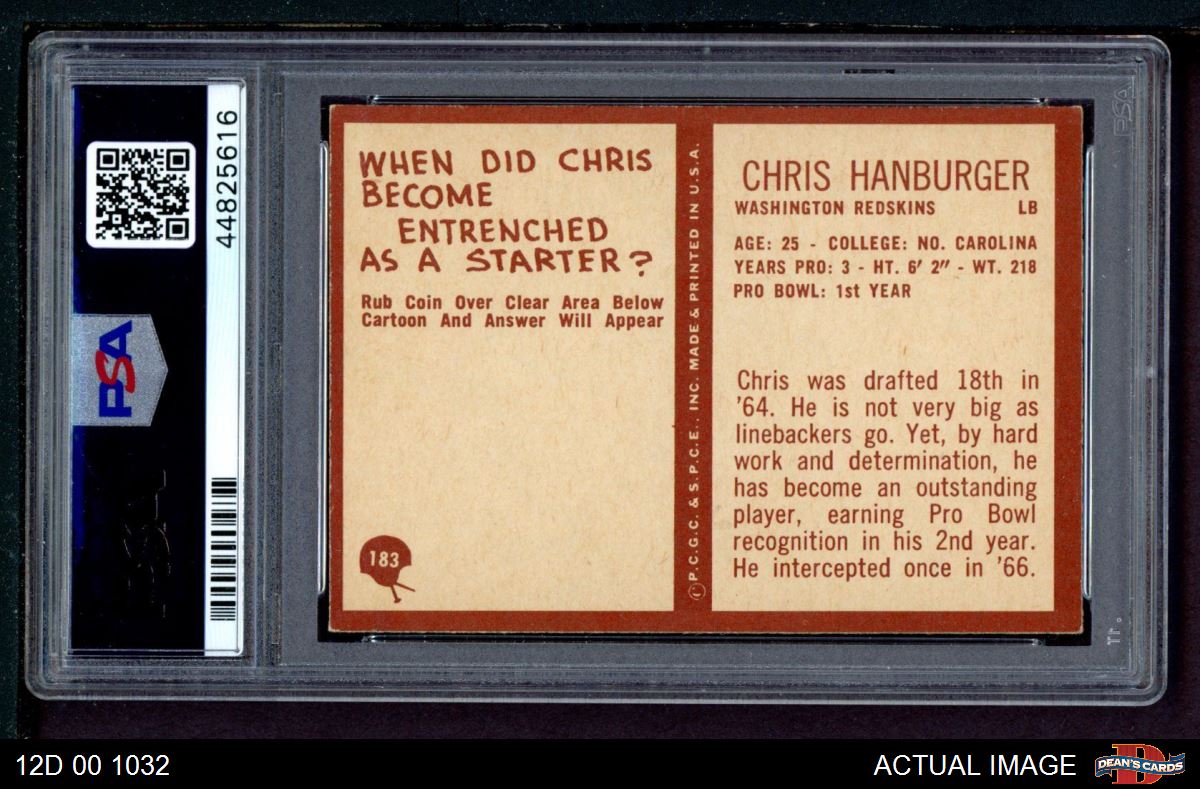 PSA
44825616
WHEN DID CHRIS
BECOME
ENTRENCHED
AS A STARTER?
Rub Coin Over Clear Area Below
Cartoon And Answer Will Appear
183
©P.C.G.C. & S.P.C.E., INC. MADE & PRINTED IN U.S.A.
CHRIS HANBURGER
WASHINGTON REDSKINS LB
AGE: 25 - COLLEGE: NO. CAROLINA
YEARS PRO: 3 - HT. 6' 2" - WT. 218
PRO BOWL: 1st YEAR
Chris was drafted 18th in
'64. He is not very big as
linebackers go. Yet, by hard
work and determination, he
has become an outstanding
player, earning Pro Bowl
recognition in his 2nd year.
He intercepted once in '66.
PSA
12D 00 1032
ACTUAL IMAGE
DEAN'S CARDS